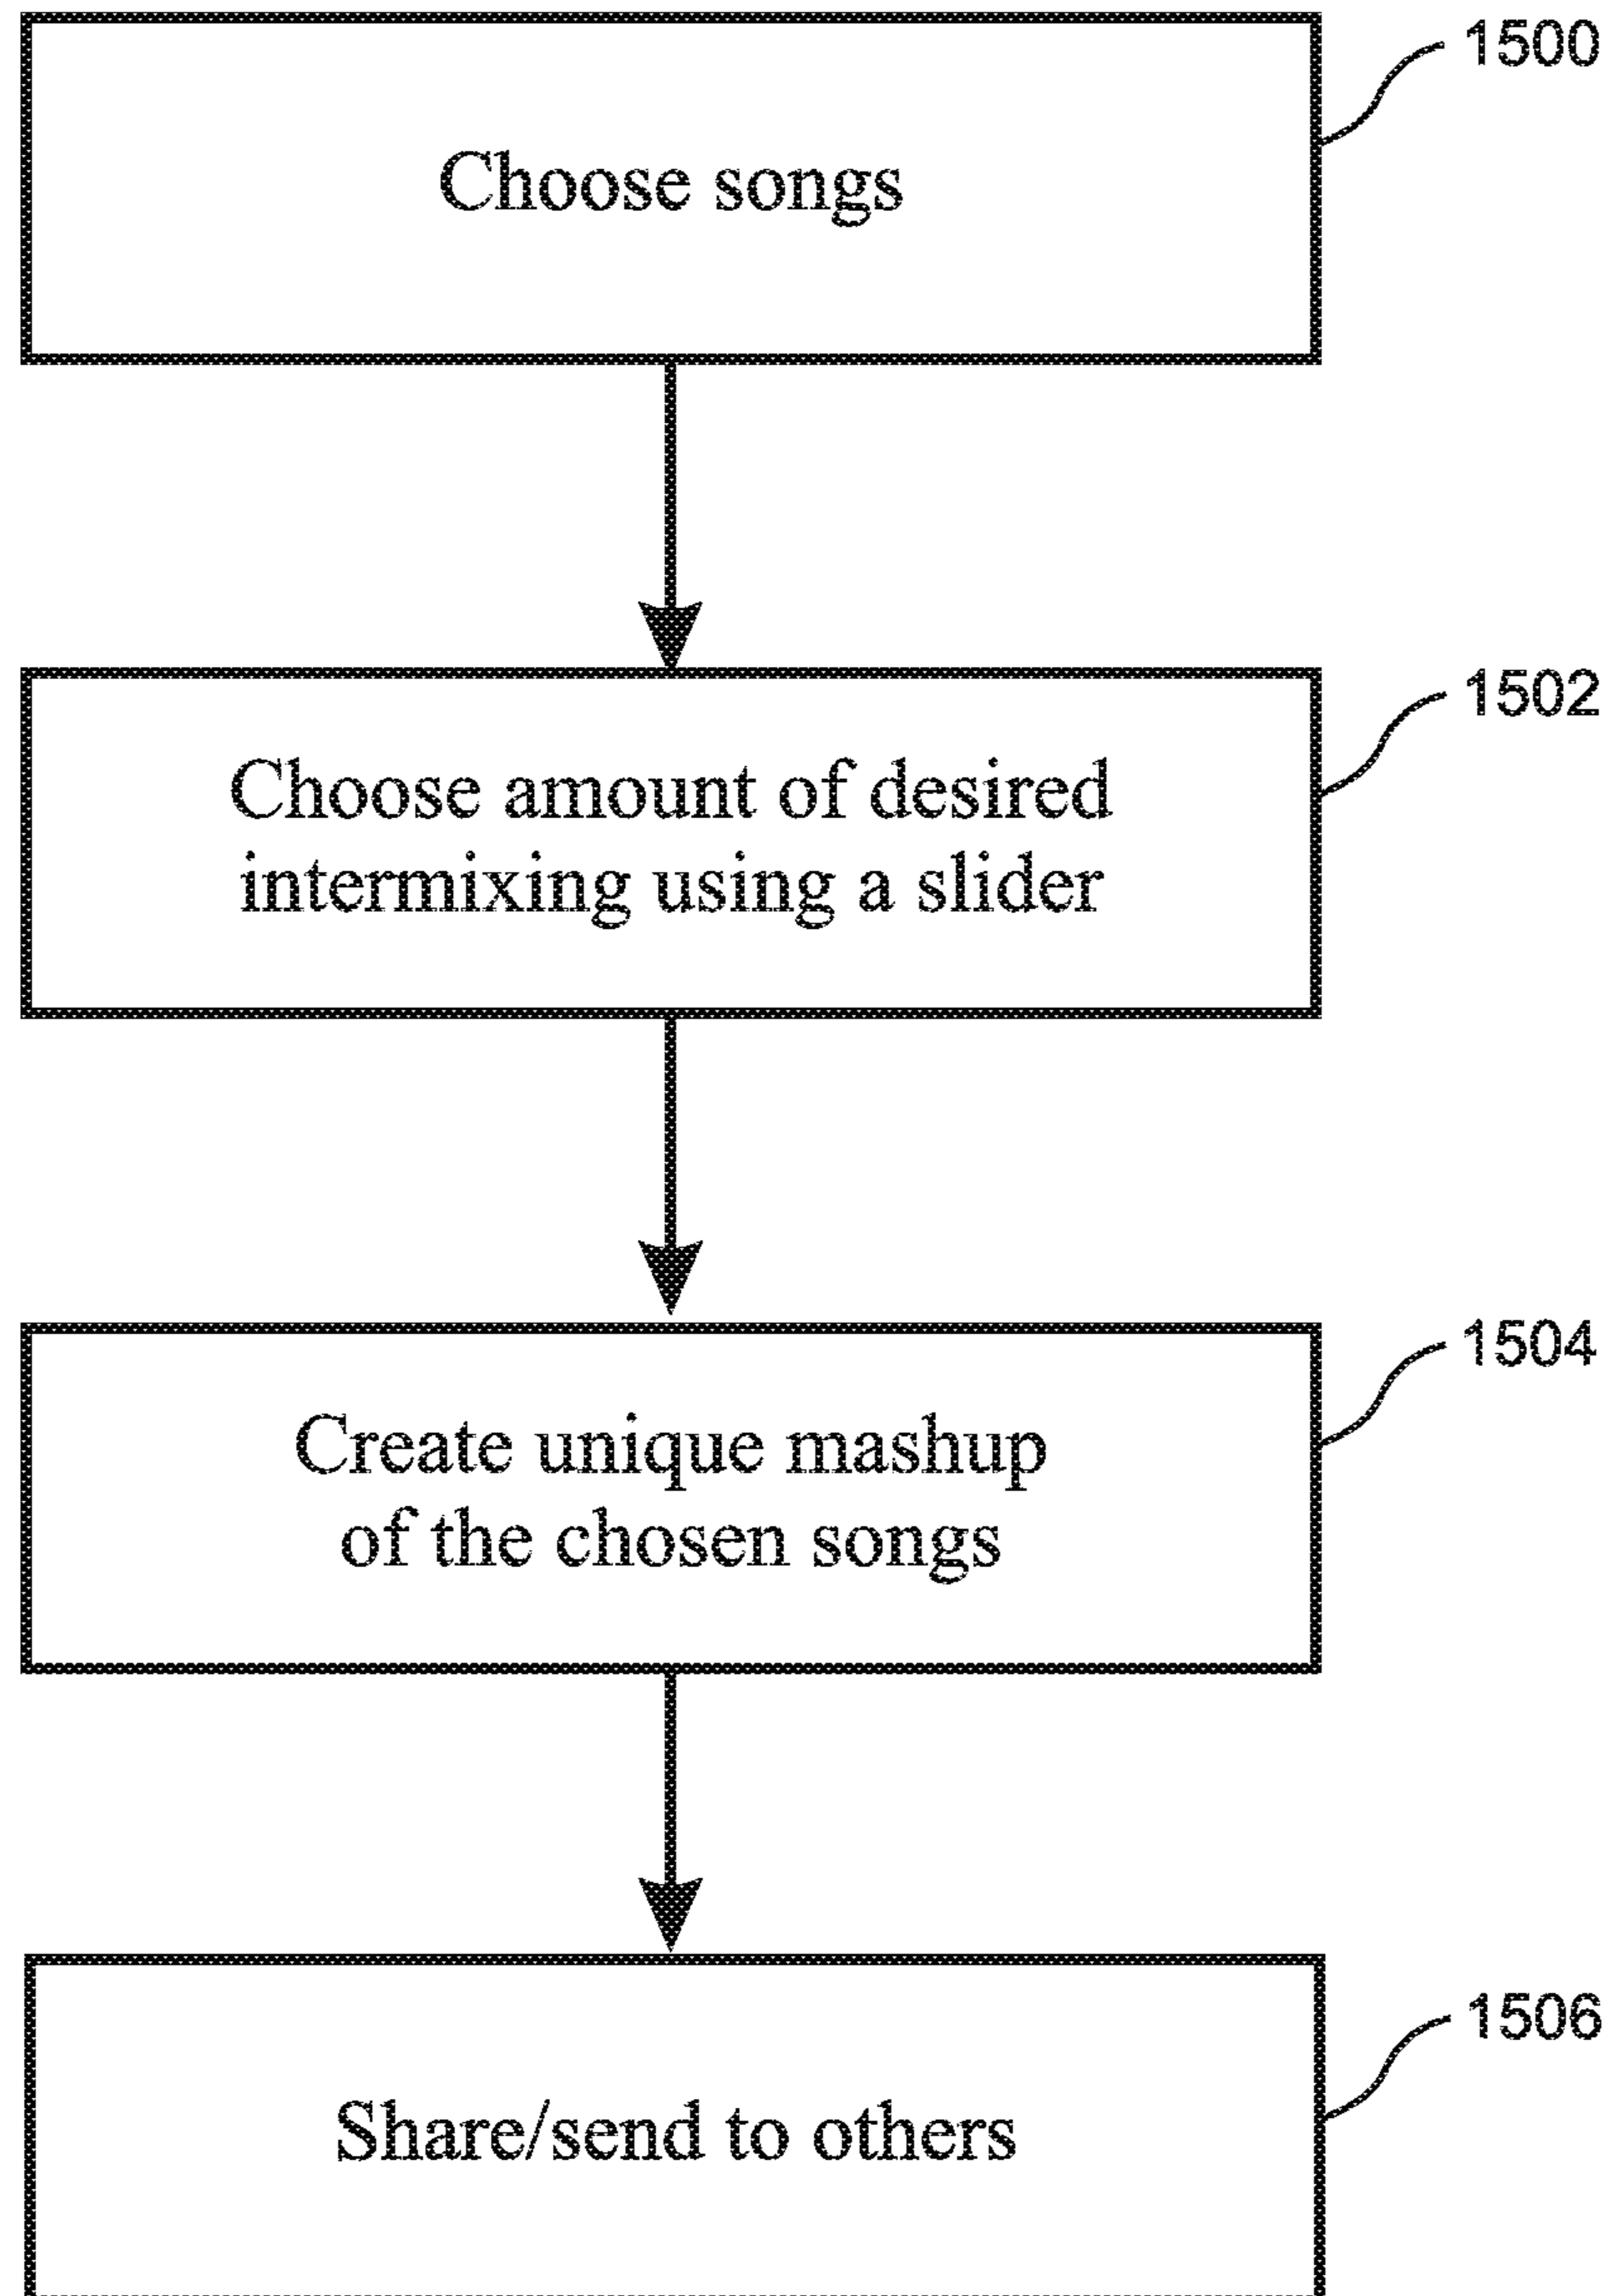 1500
Choose songs
1502
Choose amount of desired
intermixing using a slider
1504
Create unique mashup
of the chosen songs
1506
Share/send to others